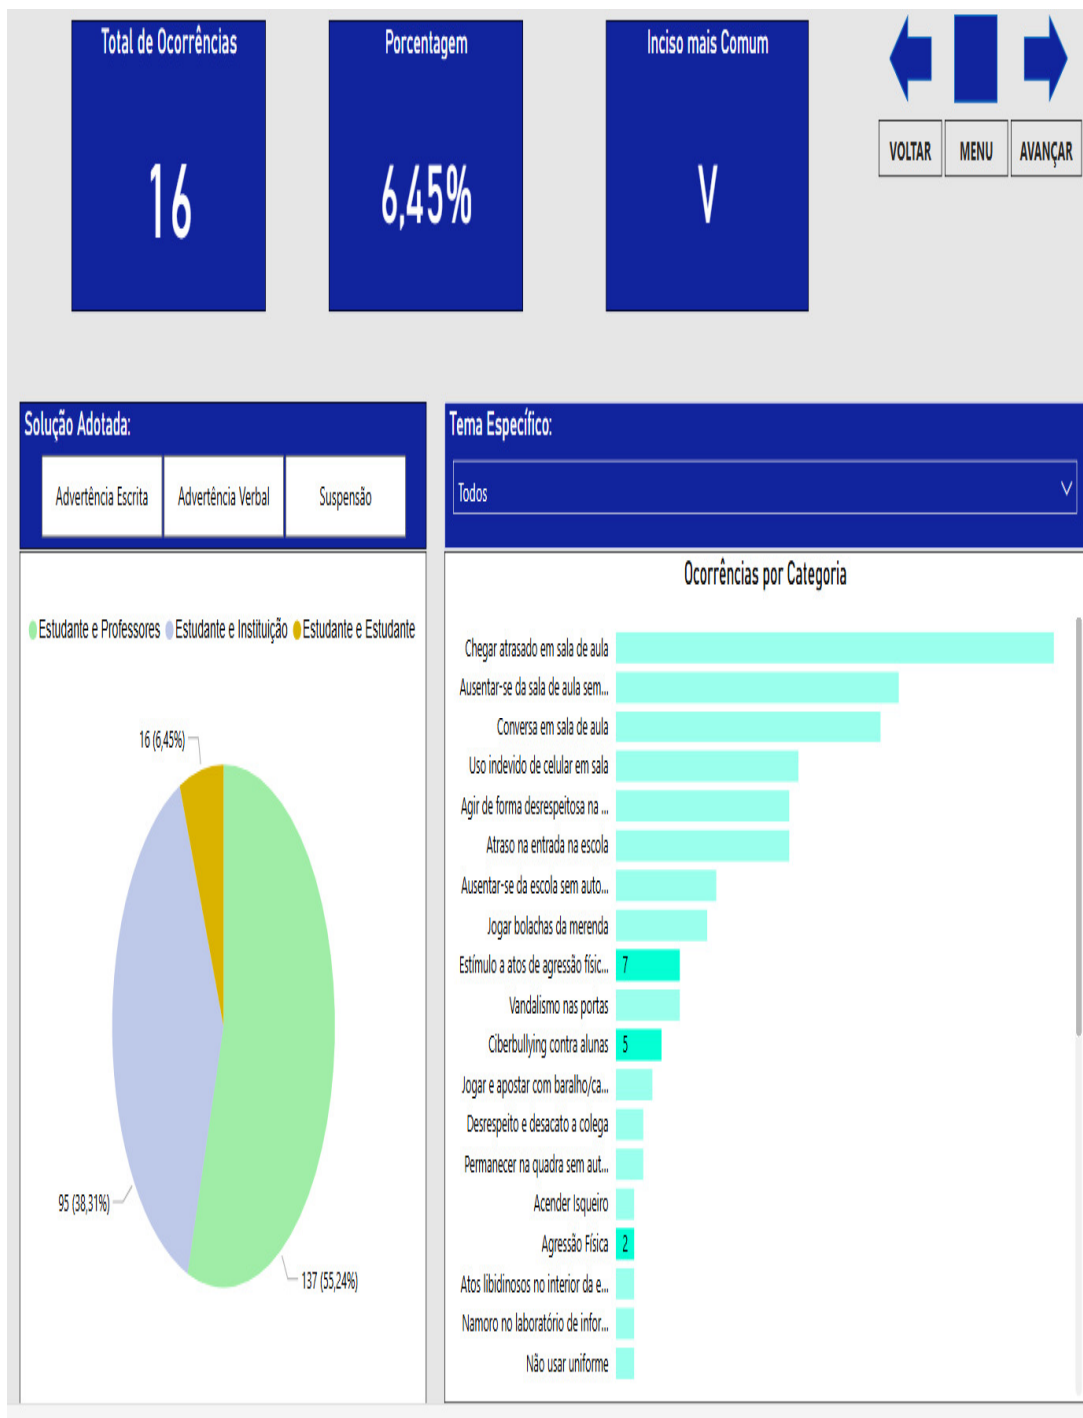 Total de Ocorrências
16
Porcentagem
6,45%
Inciso mais Comum
V
VOLTAR
MENU
AVANÇAR
Solução Adotada:
Advertência Escrita
Advertência Verbal
Suspensão
Tema Específico:
Todos
Estudante e Professores
Estudante e Instituição
Estudante e Estudante
16 (6,45%)
95 (38,31%)
137 (55,24%)
Ocorrências por Categoria
Chegar atrasado em sala de aula
Ausentar-se da sala de aula sem...
Conversa em sala de aula
Uso indevido de celular em sala
Agir de forma desrespeitosa na ...
Atraso na entrada na escola
Ausentar-se da escola sem auto...
Jogar bolachas da merenda
Estímulo a atos de agressão físic... 7
Vandalismo nas portas
Ciberbullying contra alunas 5
Jogar e apostar com baralho/ca...
Desrespeito e desacato a colega
Permanecer na quadra sem aut...
Acender Isqueiro
Agressão Física 2
Atos libidinosos no interior da e...
Namoro no laboratório de infor...
Não usar uniforme